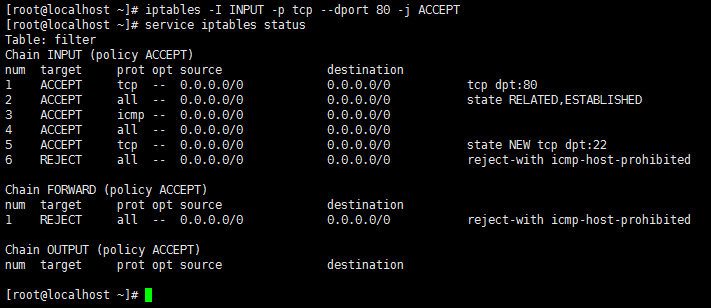 [root@localhost ~]# iptables -I INPUT -p tcp --dport 80 -j ACCEPT
[root@localhost ~]# service iptables status
Table: filter
Chain INPUT (policy ACCEPT)
num  target     prot opt source               destination
1    ACCEPT     tcp  --  0.0.0.0/0            0.0.0.0/0           tcp dpt:80
2    ACCEPT     all  --  0.0.0.0/0            0.0.0.0/0           state RELATED,ESTABLISHED
3    ACCEPT     icmp --  0.0.0.0/0            0.0.0.0/0
4    ACCEPT     all  --  0.0.0.0/0            0.0.0.0/0
5    ACCEPT     tcp  --  0.0.0.0/0            0.0.0.0/0           state NEW tcp dpt:22
6    REJECT     all  --  0.0.0.0/0            0.0.0.0/0           reject-with icmp-host-prohibited

Chain FORWARD (policy ACCEPT)
num  target     prot opt source               destination
1    REJECT     all  --  0.0.0.0/0            0.0.0.0/0           reject-with icmp-host-prohibited

Chain OUTPUT (policy ACCEPT)
num  target     prot opt source               destination

[root@localhost ~]#